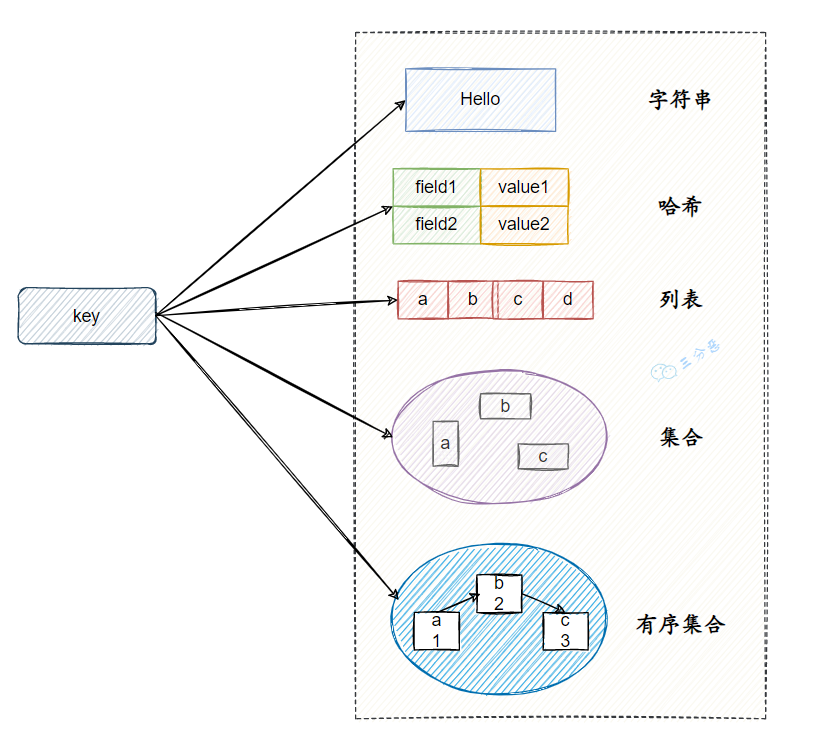 Hello
字符串
field1 value1
哈希
field2 value2
key
a b c d
列表
三分恶
b
a
集合
c
b
2
a
1
c
3
有序集合